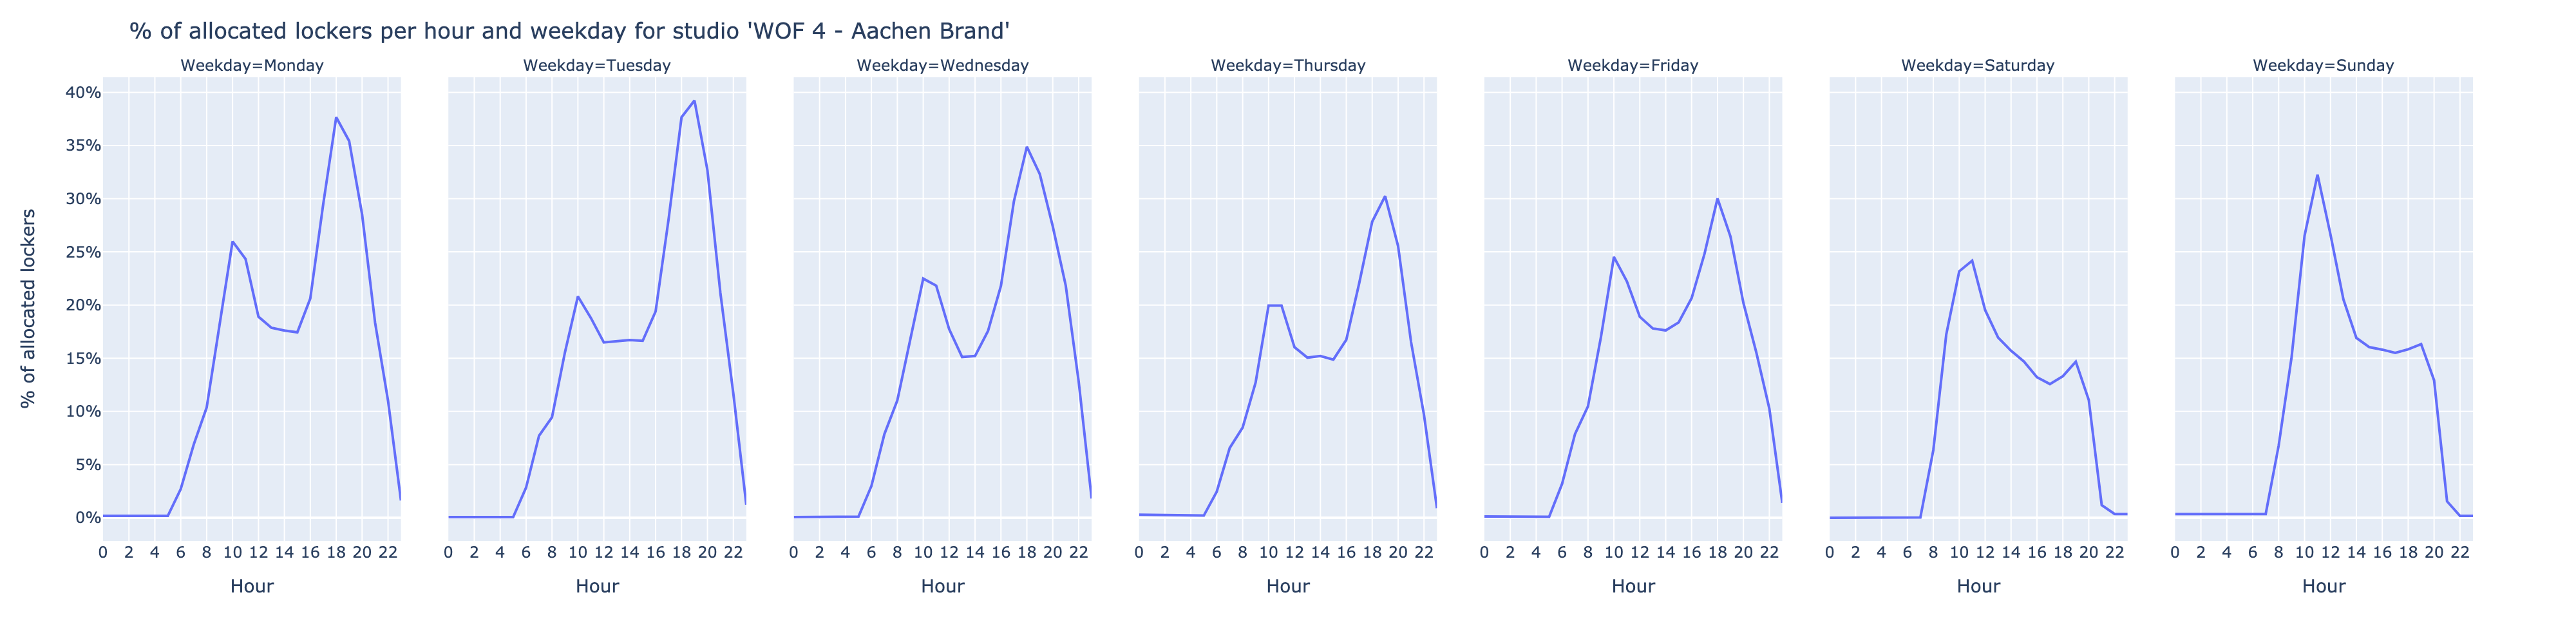 % of allocated lockers per hour and weekday for studio 'WOF 4 - Aachen Brand'
Weekday=Monday Weekday=Tuesday Weekday=Wednesday Weekday=Thursday Weekday=Friday Weekday=Saturday Weekday=Sunday
40%
35%
30%
25%
20%
15%
10%
5%
0%
% of allocated lockers
0 2 4 6 8 10 12 14 16 18 20 22 0 2 4 6 8 10 12 14 16 18 20 22 0 2 4 6 8 10 12 14 16 18 20 22 0 2 4 6 8 10 12 14 16 18 20 22 0 2 4 6 8 10 12 14 16 18 20 22 0 2 4 6 8 10 12 14 16 18 20 22 0 2 4 6 8 10 12 14 16 18 20 22
Hour Hour Hour Hour Hour Hour Hour